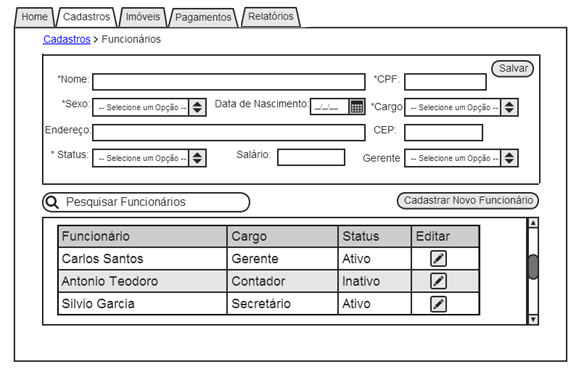 Home Cadastros Imóveis Pagamentos Relatórios
Cadastros > Funcionários
Salvar
*Nome: *CPF:
*Sexo: -- Selecione um Opção -- Data de Nascimento: __/__/__ *Cargo -- Selecione um Opção --
Endereço: CEP:
* Status: -- Selecione um Opção -- Salário: Gerente -- Selecione um Opção --
Pesquisar Funcionários Cadastrar Novo Funcionário
Funcionário Cargo Status Editar
Carlos Santos Gerente Ativo
Antonio Teodoro Contador Inativo
Silvio Garcia Secretário Ativo